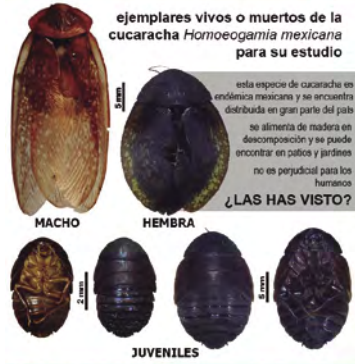 ejemplares vivos o muertos de la
cucaracha Homoeogamia mexicana
para su estudio
esta especie de cucaracha es
endémica mexicana y se encuentra
distribuida en gran parte del país
se alimenta de madera en
descomposición y se puede
encontrar en patios y jardines
no es perjudicial para los
humanos
¿LAS HAS VISTO?
5 mm
MACHO
HEMBRA
2 mm
5 mm
JUVENILES